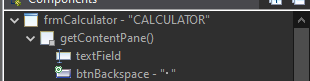 Components
frmCalculator - "CALCULATOR"
getContentPane()
textField
btnBackspace - "·"